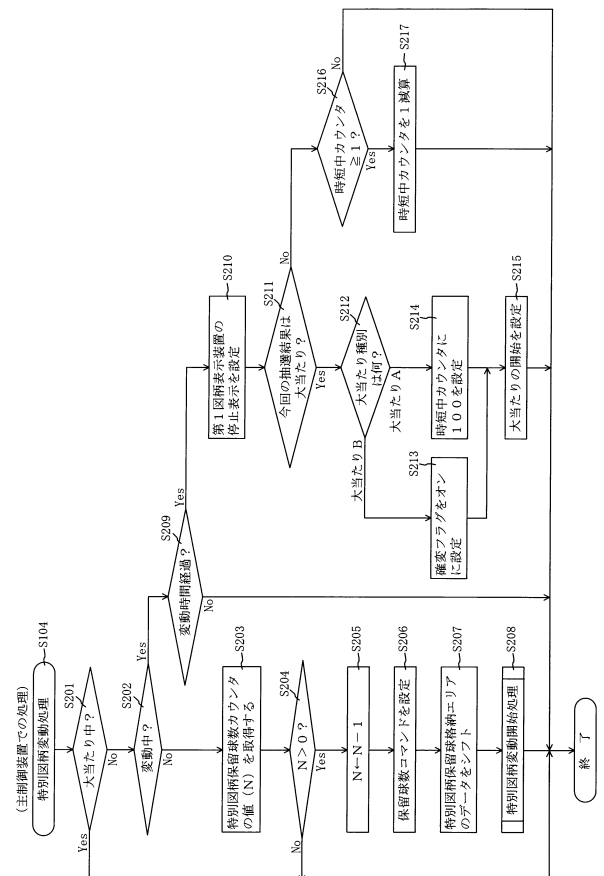 (主制御装置での処理)
特別図柄変動処理
S104
大当たり中?
S201
Yes
No
変動中?
S202
Yes
No
特別図柄保留球数カウンタ
の値(N)を取得する
S203
N>0?
S204
No
Yes
N←N-1
S205
保留球数コマンドを設定
S206
特別図柄保留球格納エリア
のデータをシフト
S207
特別図柄変動開始処理
S208
変動時間経過?
S209
Yes
No
第1図柄表示装置の
停止表示を設定
S210
今回の抽選結果は
大当たり?
S211
No
Yes
大当たり種別
は何?
S212
大当たりB
大当たりA
確変フラグをオン
に設定
S213
時短中カウンタに
100を設定
S214
大当たりの開始を設定
S215
時短中カウンタ
≧1?
S216
No
Yes
時短中カウンタを1減算
S217
終 了